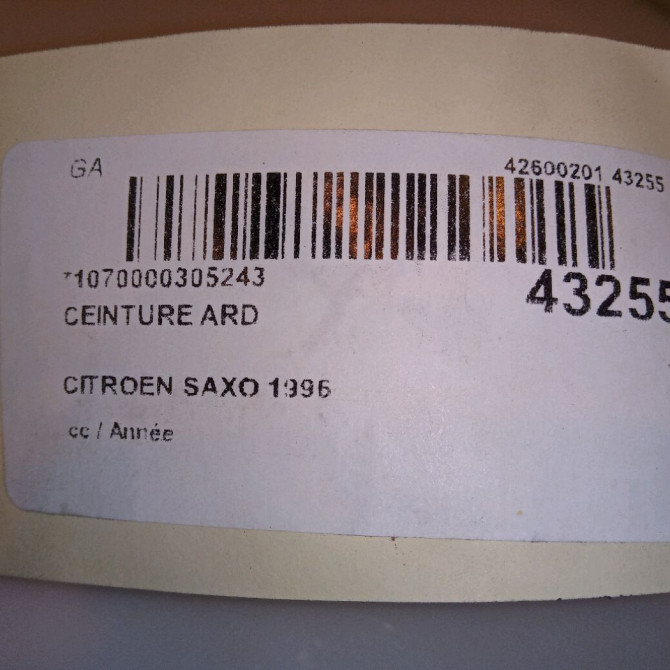 GA 42600201 43255
*1070000305243
43255
CEINTURE ARD
CITROEN SAXO 1996
cc / Année